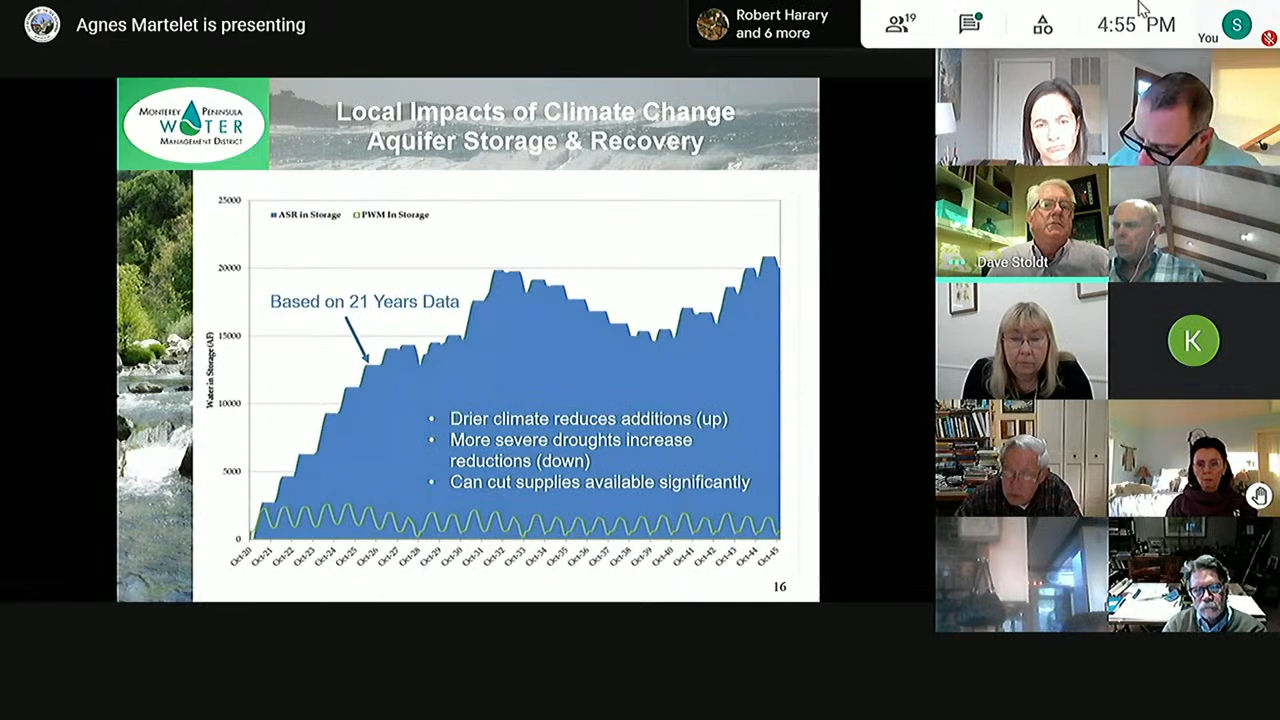 Agnes Martelet is presenting
Robert Harary
and 6 more
19
4:55 PM
You
S
MONTEREY PENINSULA
WATER
MANAGEMENT DISTRICT
Local Impacts of Climate Change
Aquifer Storage & Recovery
ASR in Storage
PWM In Storage
Based on 21 Years Data
Water in Storage (AF)
25000
20000
15000
10000
5000
0
• Drier climate reduces additions (up)
• More severe droughts increase
reductions (down)
• Can cut supplies available significantly
Oct-20
Oct-21
Oct-22
Oct-23
Oct-24
Oct-25
Oct-26
Oct-27
Oct-28
Oct-29
Oct-30
Oct-31
Oct-32
Oct-33
Oct-34
Oct-35
Oct-36
Oct-37
Oct-38
Oct-39
Oct-40
Oct-41
Oct-42
Oct-43
Oct-44
Oct-45
16
Dave Stoldt
K